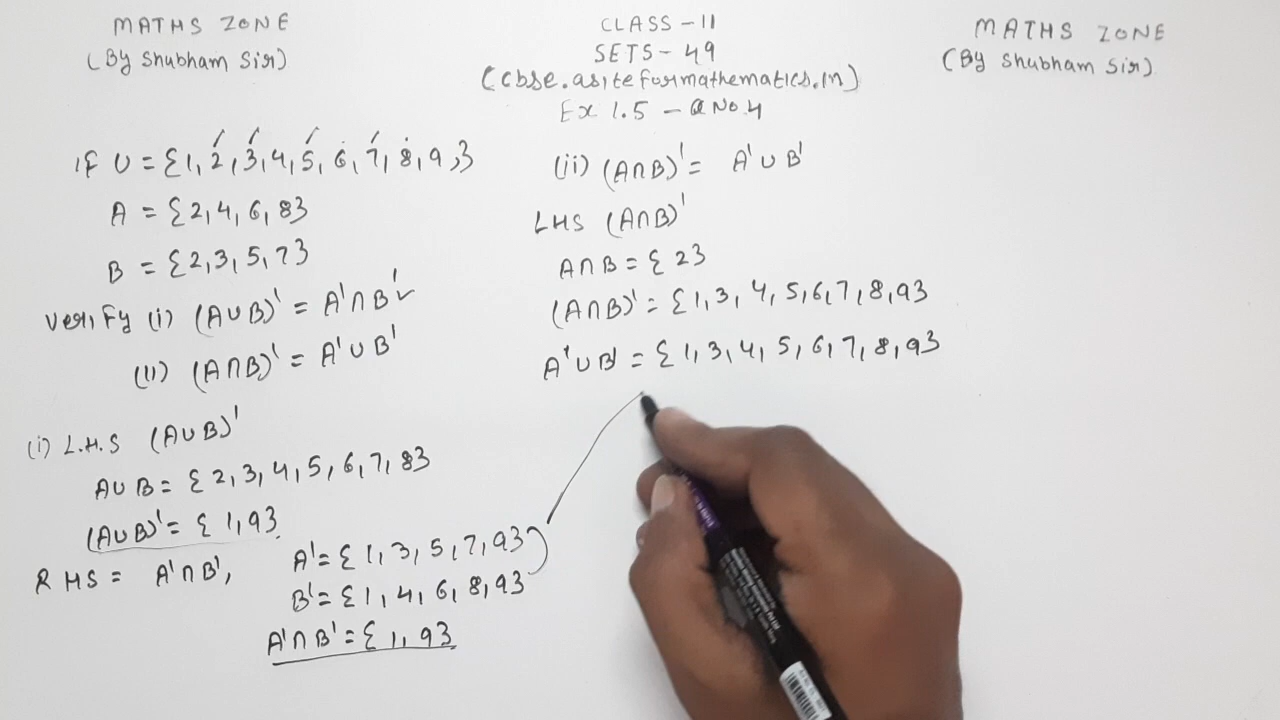 MATHS ZONE
(By Shubham Sir)
CLASS - 11
SETS - 49
(cbse.asiteformathematics.in)
Ex 1.5 - Q No. 4
MATHS ZONE
(By Shubham Sir)
If U = {1, 2, 3, 4, 5, 6, 7, 8, 9, }
A = {2, 4, 6, 8}
B = {2, 3, 5, 7}
Verify (i) (A∪B)' = A'∩B' ✓
(ii) (A∩B)' = A'∪B'
(i) L.H.S (A∪B)'
A∪B = {2, 3, 4, 5, 6, 7, 8}
(A∪B)' = {1, 9}
RHS = A'∩B',
A' = {1, 3, 5, 7, 9}
B' = {1, 4, 6, 8, 9}
A'∩B' = {1, 9}
(ii) (A∩B)' = A'∪B'
LHS (A∩B)'
A∩B = {2}
(A∩B)' = {1, 3, 4, 5, 6, 7, 8, 9}
A'∪B' = {1, 3, 4, 5, 6, 7, 8, 9}